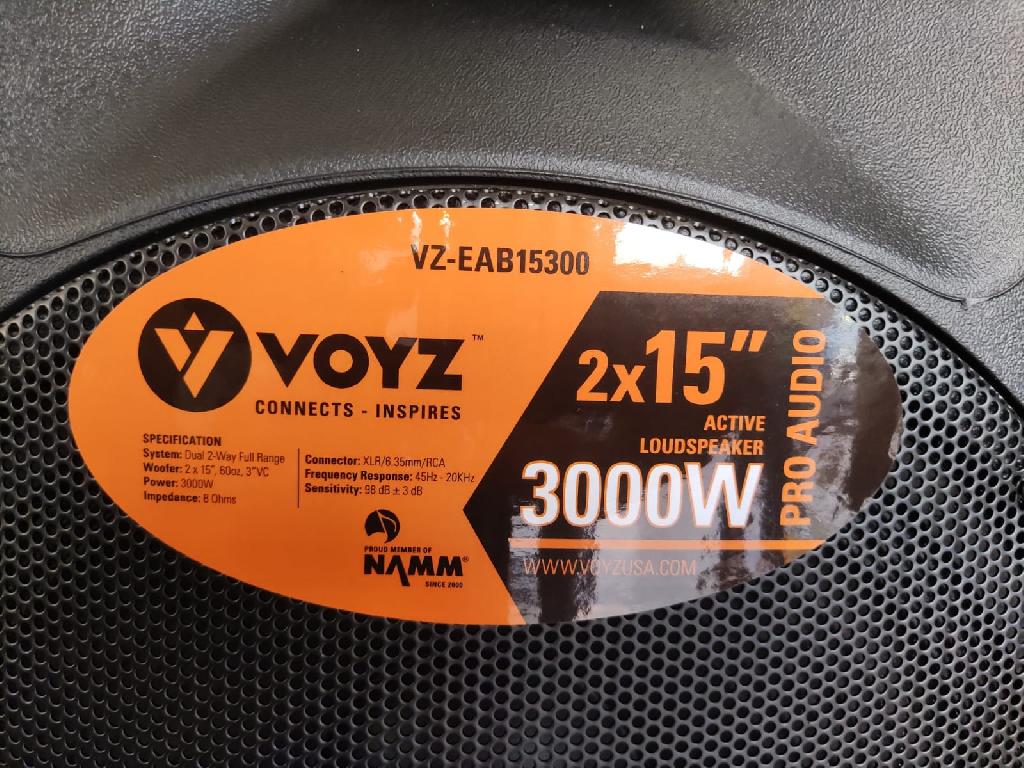 VZ-EAB15300
VOYZ™
CONNECTS - INSPIRES
SPECIFICATION
System: Dual 2-Way Full Range
Woofer: 2 x 15", 60oz, 3"VC
Power: 3000W
Impedance: 8 Ohms
Connector: XLR/6.35mm/RCA
Frequency Response: 45Hz - 20KHz
Sensitivity: 98 dB ± 3 dB
PROUD MEMBER OF
NAMM®
SINCE 2000
2x15"
ACTIVE
LOUDSPEAKER
3000W
WWW.VOYZUSA.COM
PRO AUDIO